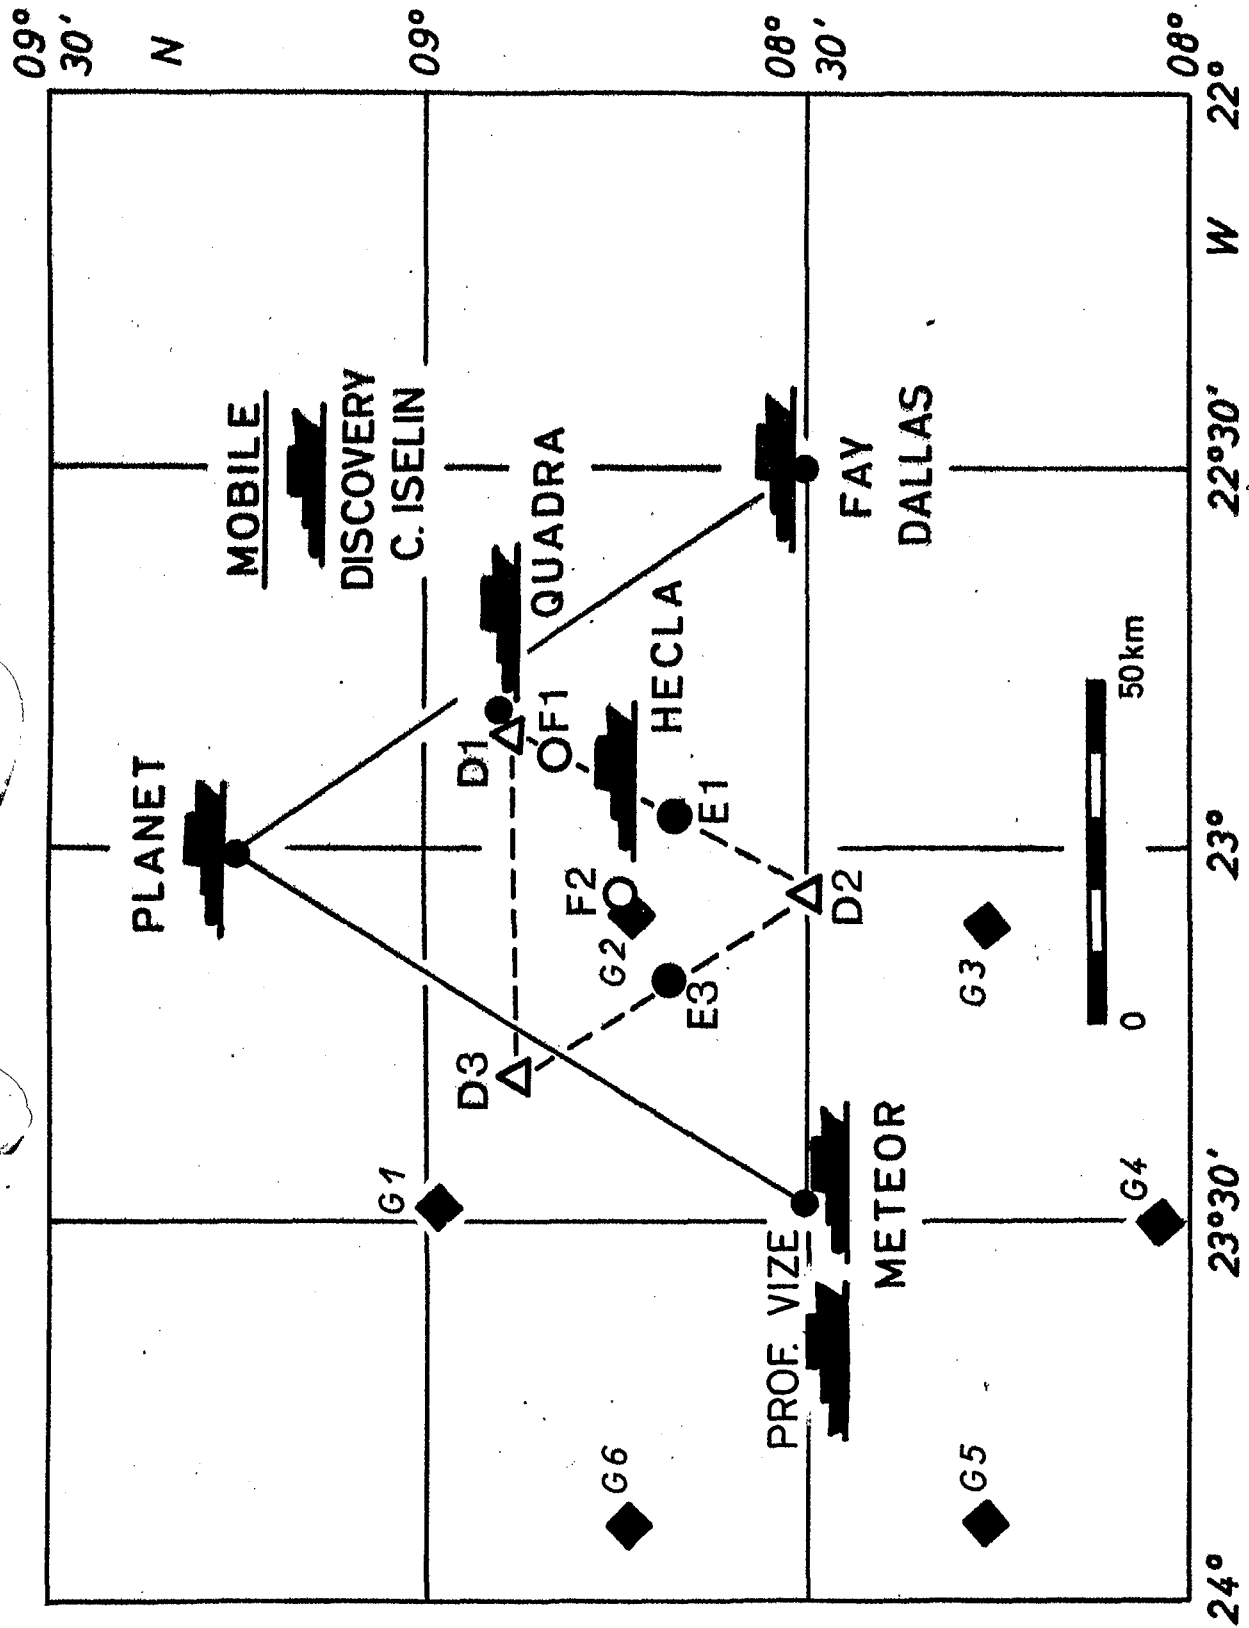 09°
30'
N
09°
08°
30'
08°
PLANET
MOBILE
DISCOVERY
C. ISELIN
G1
D3
D1
QUADRA
F1
F2
G2
HECLA
E3
E1
G6
PROF. VIZE
METEOR
D2
FAY
DALLAS
G5
G3
G4
0
50km
24°
23°30'
23°
22°30'
W
22°